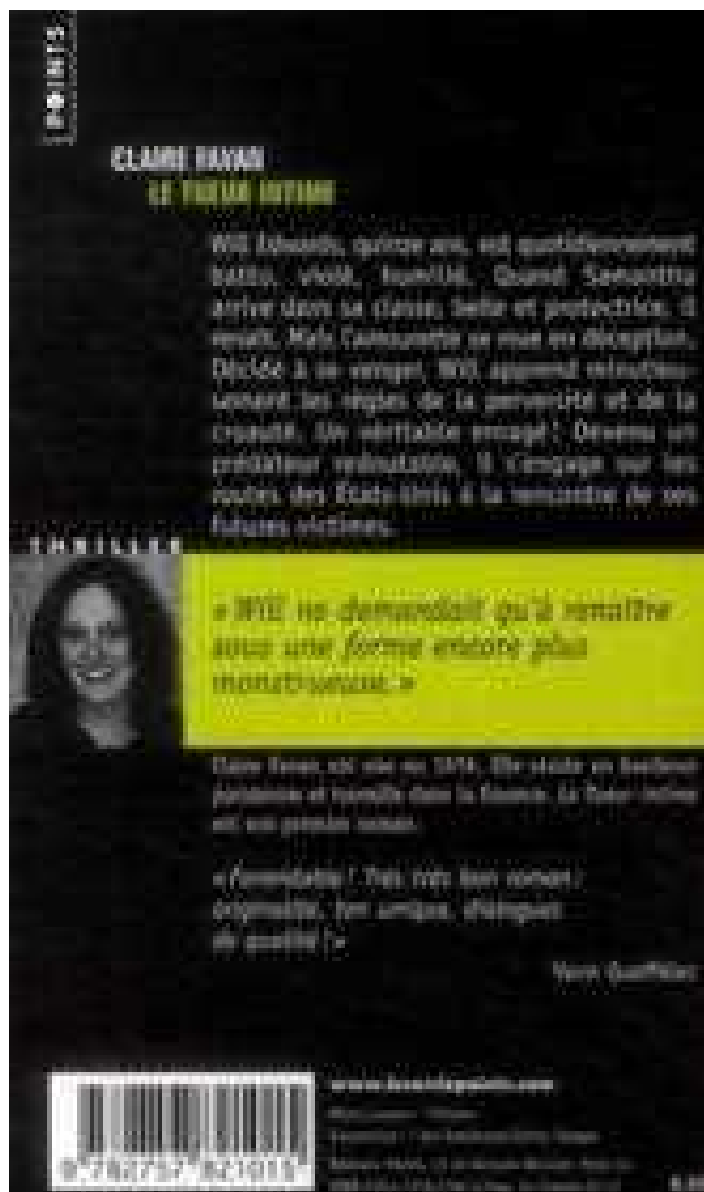 POINTS
CLAIRE FAVAN
LE TUEUR INTIME
Will Edwards, quinze ans, est quotidiennement
battu, violé, humilié. Quand Samantha
arrive dans sa classe, belle et protectrice, il
renaît. Mais l'amourette se mue en déception.
Décidé à se venger, Will apprend minutieu-
sement les règles de la perversité et de la
cruauté. Un véritable enragé ! Devenu un
prédateur redoutable, il s'engage sur les
routes des États-Unis à la rencontre de ses
futures victimes.
THRILLER
« Will ne demandait qu'à renaître
sous une forme encore plus
monstrueuse. »
Claire Favan est née en 1976. Elle réside en banlieue
parisienne et travaille dans la finance. Le Tueur intime
est son premier roman.
« Formidable ! Très très bon roman :
originalité, ton unique, dialogues
de qualité ! »
Yann Queffélec
www.lecerclepoints.com